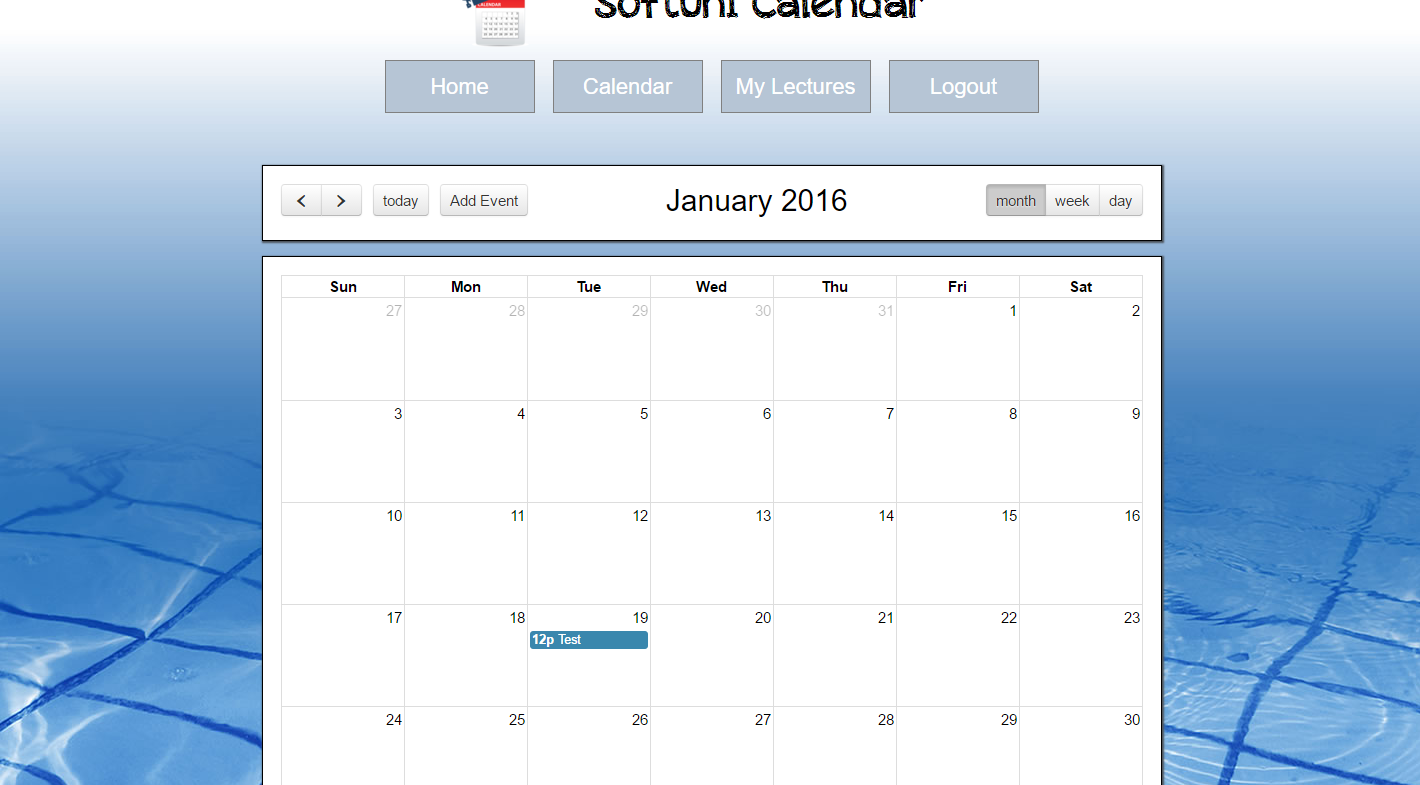 CALENDAR
SoftUni Calendar
Home Calendar My Lectures Logout
today Add Event January 2016 month week day
Sun Mon Tue Wed Thu Fri Sat
27 28 29 30 31 1 2
3 4 5 6 7 8 9
10 11 12 13 14 15 16
17 18 19 20 21 22 23
12p Test
24 25 26 27 28 29 30